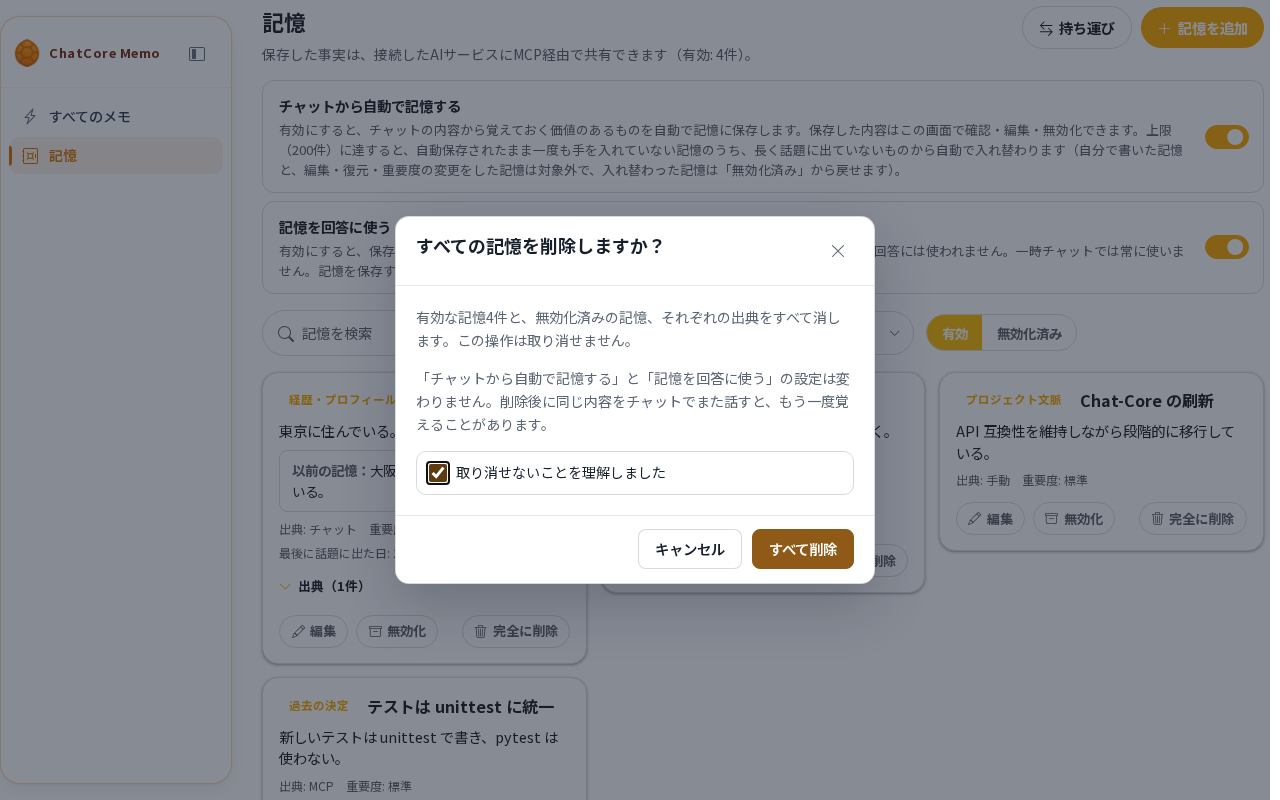 ChatCore Memo
すべてのメモ
記憶
記憶
保存した事実は、接続したAIサービスにMCP経由で共有できます（有効: 4件）。
持ち運び
記憶を追加
チャットから自動で記憶する
有効にすると、チャットの内容から覚えておく価値のあるものを自動で記憶に保存します。保存した内容はこの画面で確認・編集・無効化できます。上限
（200件）に達すると、自動保存されたまま一度も手を入れていない記憶のうち、長く話題に出ていないものから自動で入れ替わります（自分で書いた記憶
と、編集・復元・重要度の変更をした記憶は対象外で、入れ替わった記憶は「無効化済み」から戻せます）。
記憶を回答に使う
有効にすると、保存
回答には使われません。一時チャットでは常に使いま
せん。記憶を保存す
記憶を検索
有効
無効化済み
すべての記憶を削除しますか？
有効な記憶4件と、無効化済みの記憶、それぞれの出典をすべて消し
ます。この操作は取り消せません。
「チャットから自動で記憶する」と「記憶を回答に使う」の設定は変
わりません。削除後に同じ内容をチャットでまた話すと、もう一度覚
えることがあります。
取り消せないことを理解しました
キャンセル
すべて削除
経歴・プロフィール
東京に住んでいる。
以前の記憶：大阪
いる。
出典: チャット 重要
最後に話題に出た日:
出典（1件）
編集
無効化
完全に削除
く。
削除
プロジェクト文脈
Chat-Core の刷新
API 互換性を維持しながら段階的に移行して
いる。
出典: 手動 重要度: 標準
編集
無効化
完全に削除
過去の決定
テストは unittest に統一
新しいテストは unittest で書き、pytest は
使わない。
出典: MCP 重要度: 標準